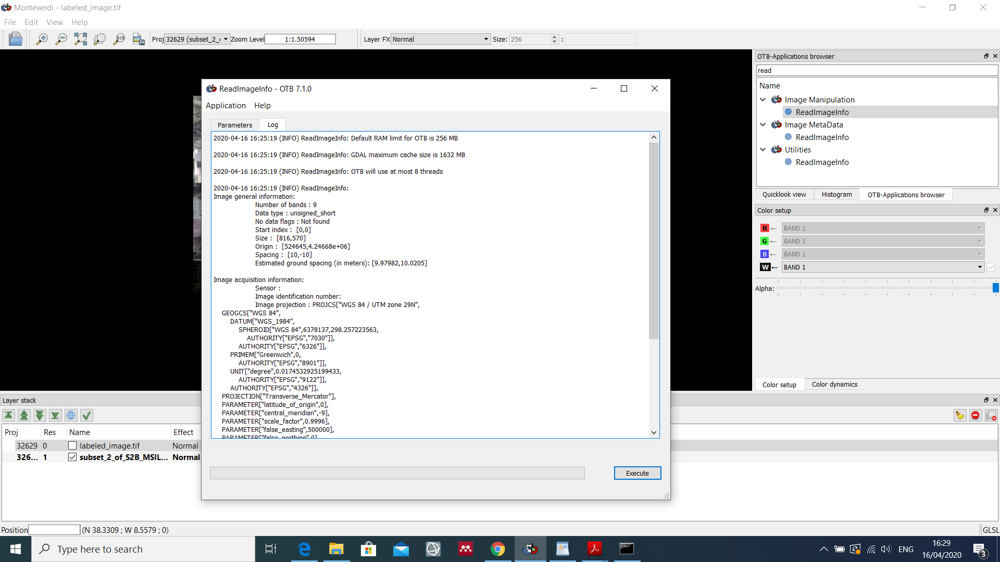 Monteverdi - labeled_image.tif
File Edit View Help
Proj 32629 (subset_2_ Zoom Level 1:1.50594 Layer FX Normal Size: 256 :
OTB-Applications browser
read
Name
Image Manipulation
ReadImageInfo
Image MetaData
ReadImageInfo
Utilities
ReadImageInfo
Quicklook view Histogram OTB-Applications browser
Color setup
R BAND 1
G BAND 1
B BAND 1
W BAND 1
Alpha:
Color setup Color dynamics
ReadImageInfo - OTB 7.1.0
Application Help
Parameters Log
2020-04-16 16:25:19 (INFO) ReadImageInfo: Default RAM limit for OTB is 256 MB
2020-04-16 16:25:19 (INFO) ReadImageInfo: GDAL maximum cache size is 1632 MB
2020-04-16 16:25:19 (INFO) ReadImageInfo: OTB will use at most 8 threads
2020-04-16 16:25:19 (INFO) ReadImageInfo:
Image general information:
Number of bands : 9
Data type : unsigned_short
No data flags : Not found
Start index : [0,0]
Size : [816,570]
Origin : [524645,4.24668e+06]
Spacing : [10,-10]
Estimated ground spacing (in meters): [9.97982,10.0205]
Image acquisition information:
Sensor :
Image identification number:
Image projection : PROJCS["WGS 84 / UTM zone 29N",
GEOGCS["WGS 84",
DATUM["WGS_1984",
SPHEROID["WGS 84",6378137,298.257223563,
AUTHORITY["EPSG","7030"]],
AUTHORITY["EPSG","6326"]],
PRIMEM["Greenwich",0,
AUTHORITY["EPSG","8901"]],
UNIT["degree",0.0174532925199433,
AUTHORITY["EPSG","9122"]],
AUTHORITY["EPSG","4326"]],
PROJECTION["Transverse_Mercator"],
PARAMETER["latitude_of_origin",0],
PARAMETER["central_meridian",-9],
PARAMETER["scale_factor",0.9996],
PARAMETER["false_easting",500000],
PARAMETER["false_northing",0]
Execute
Layer stack
Proj Res Name Effect
32629 0 labeled_image.tif Normal
326... 1 subset_2_of_S2B_MSIL... Normal
Position (N 38.3309 ; W 8.5579 ; 0)
GLSL
Type here to search
ENG
16:29
16/04/2020
3